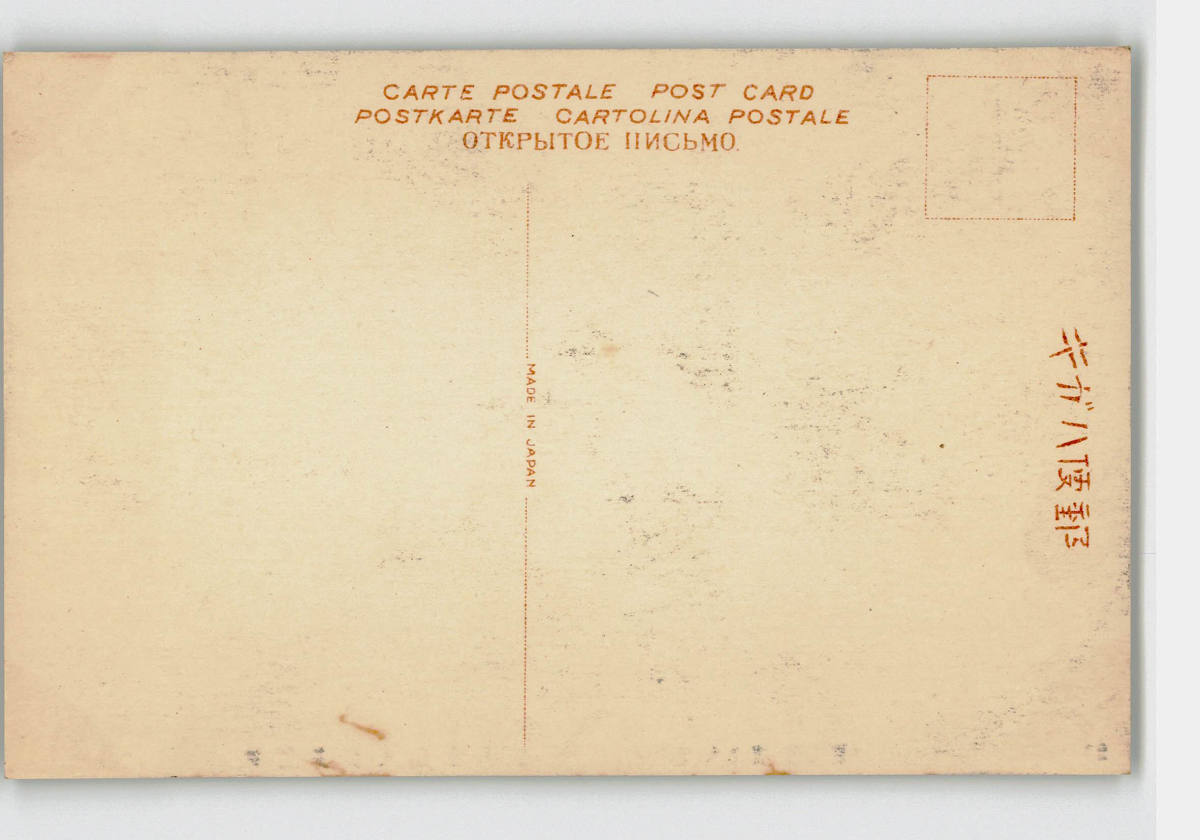 CARTE POSTALE POST CARD
POSTKARTE CARTOLINA POSTALE
ОТКРЫТОЕ ПИСЬМО.
MADE IN JAPAN
郵便ハガキ